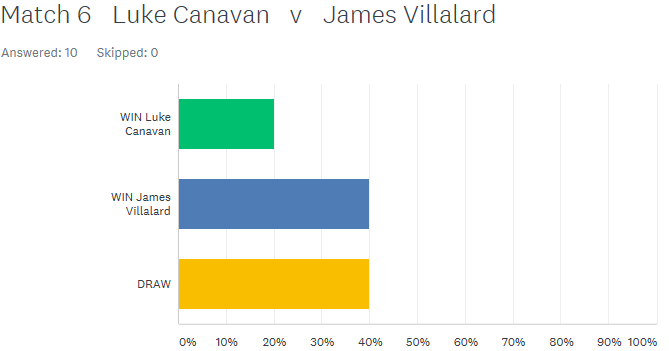 Match 6 Luke Canavan v James Villalard
Answered: 10 Skipped: 0
WIN Luke
Canavan
WIN James
Villalard
DRAW
0% 10% 20% 30% 40% 50% 60% 70% 80% 90% 100%